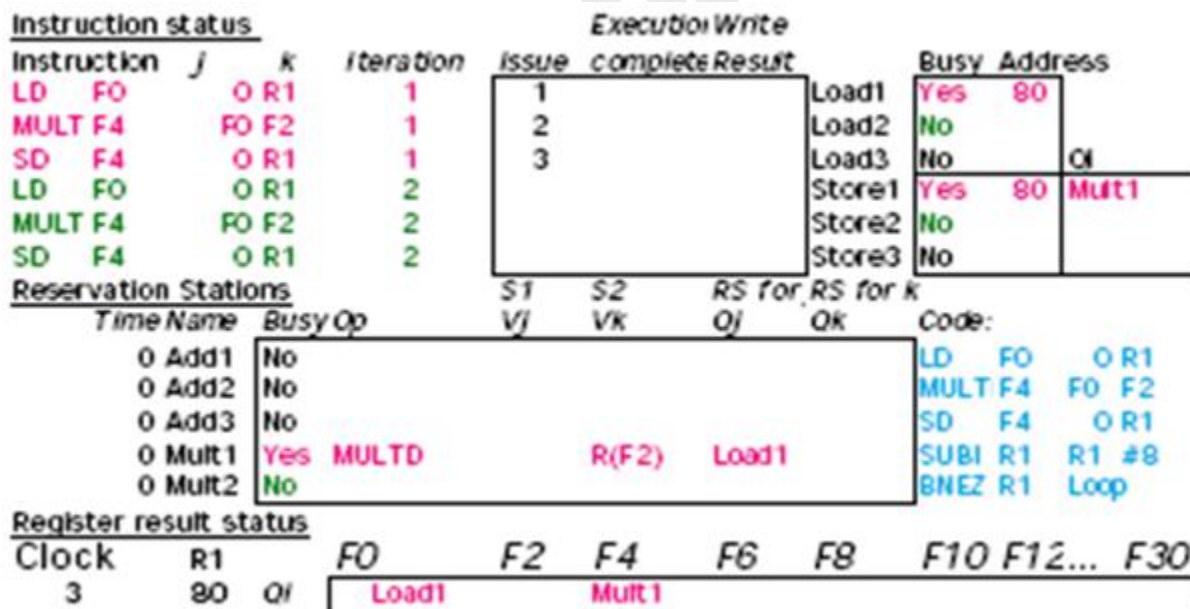 Instruction status Execution Write
Instruction j k iteration Issue complete Result Busy Address
LD F0 0 R1 1 1 Load1 Yes 80
MULT F4 F0 F2 1 2 Load2 No
SD F4 0 R1 1 3 Load3 No Qi
LD F0 0 R1 2 Store1 Yes 80 Mult1
MULT F4 F0 F2 2 Store2 No
SD F4 0 R1 2 Store3 No
Reservation Stations S1 S2 RS for j RS for k
Time Name Busy Op Vj Vk Qj Qk Code:
0 Add1 No LD F0 0 R1
0 Add2 No MULT F4 F0 F2
0 Add3 No SD F4 0 R1
0 Mult1 Yes MULTD R(F2) Load1 SUBI R1 R1 #8
0 Mult2 No BNEZ R1 Loop
Register result status
Clock R1 F0 F2 F4 F6 F8 F10 F12... F30
3 80 Qi Load1 Mult1